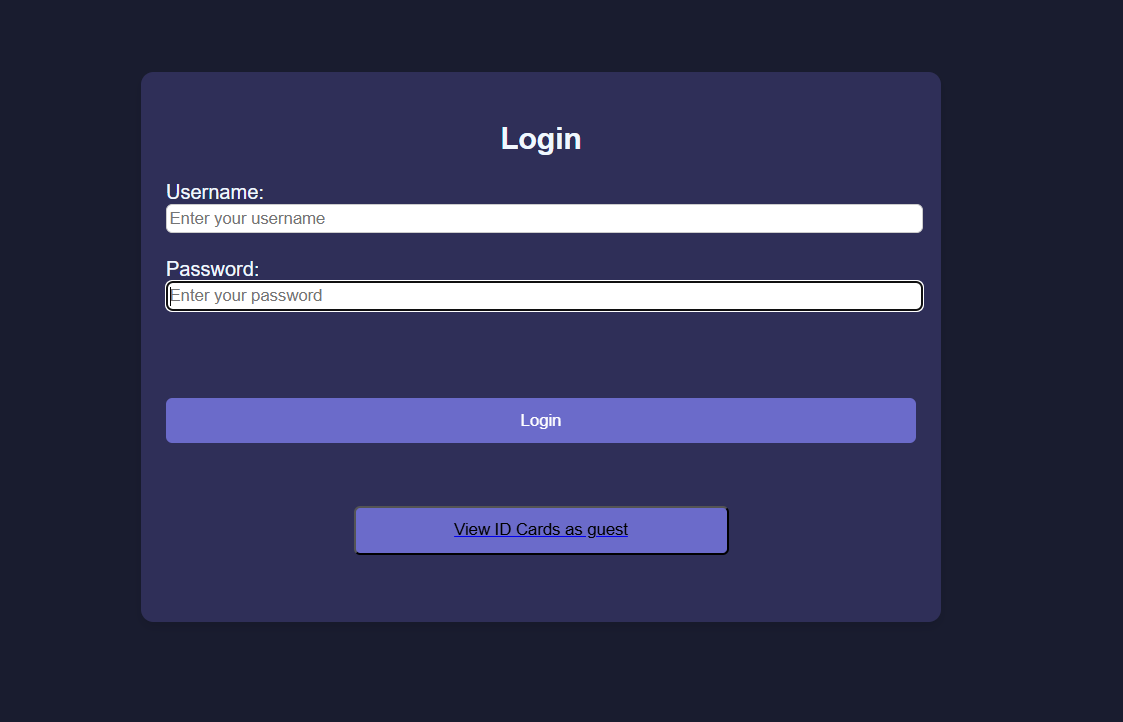 Login
Username:
Enter your username
Password:
Enter your password
Login
View ID Cards as guest